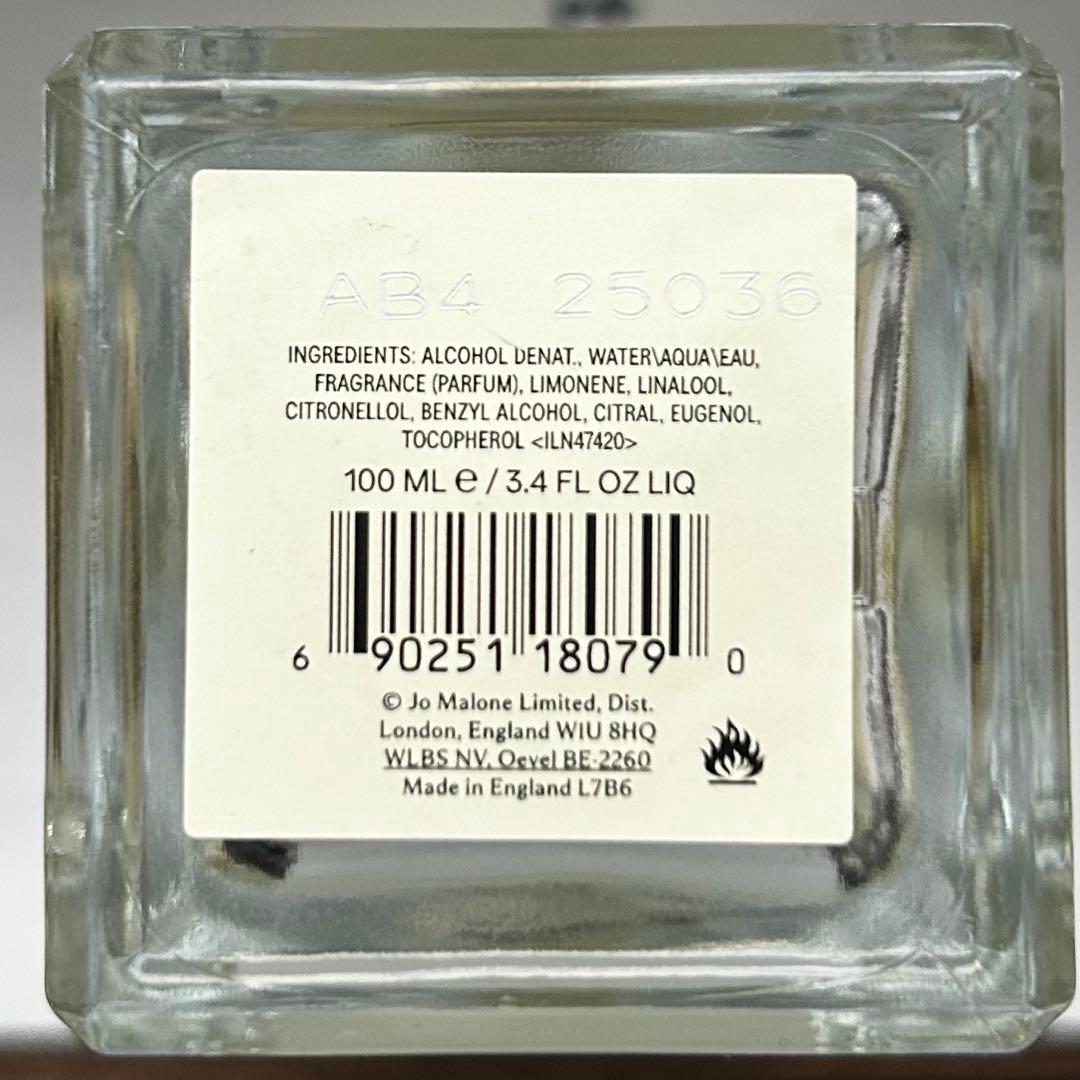 AB4 25036
INGREDIENTS: ALCOHOL DENAT., WATER\AQUA\EAU,
FRAGRANCE (PARFUM), LIMONENE, LINALOOL,
CITRONELLOL, BENZYL ALCOHOL, CITRAL, EUGENOL,
TOCOPHEROL <ILN47420>
100 ML ℮ / 3.4 FL OZ LIQ
6 90251 18079 0
© Jo Malone Limited, Dist.
London, England W1U 8HQ
WLBS NV, Oevel BE-2260
Made in England L7B6